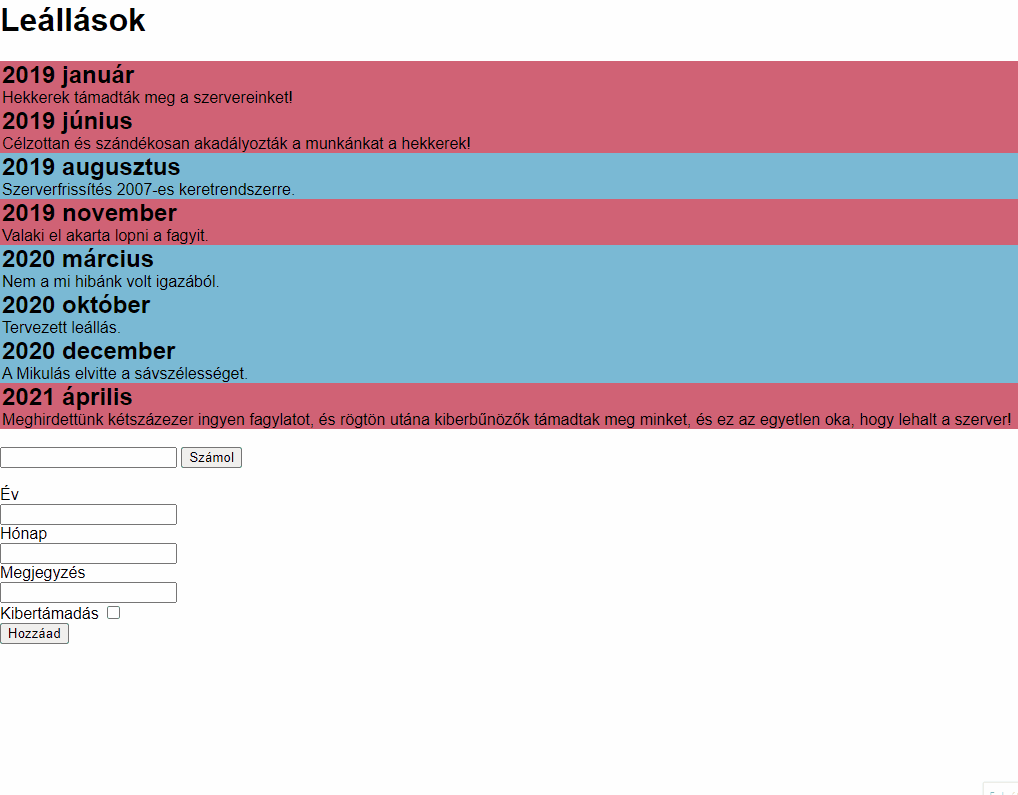 Leállások
2019 január
Hekkerek támadták meg a szervereinket!
2019 június
Célzottan és szándékosan akadályozták a munkánkat a hekkerek!
2019 augusztus
Szerverfrissítés 2007-es keretrendszerre.
2019 november
Valaki el akarta lopni a fagyit.
2020 március
Nem a mi hibánk volt igazából.
2020 október
Tervezett leállás.
2020 december
A Mikulás elvitte a sávszélességet.
2021 április
Meghirdettünk kétszázezer ingyen fagylatot, és rögtön utána kiberbűnözők támadtak meg minket, és ez az egyetlen oka, hogy lehalt a szerver!
Számol
Év
Hónap
Megjegyzés
Kibertámadás
Hozzáad